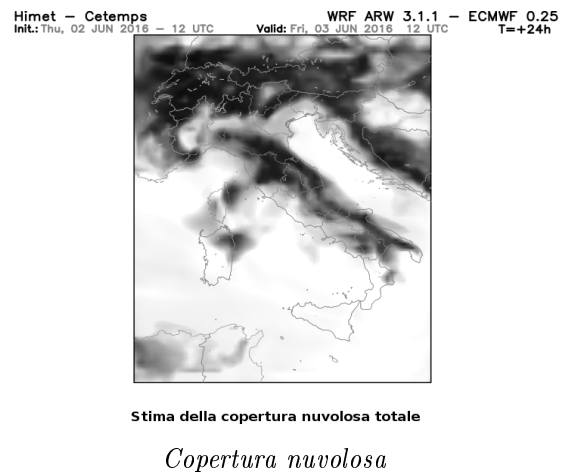 Himet – Cetemps WRF ARW 3.1.1 – ECMWF 0.25
Init.: Thu, 02 JUN 2016 – 12 UTC Valid: Fri, 03 JUN 2016 12 UTC T=+24h
Stima della copertura nuvolosa totale
Copertura nuvolosa